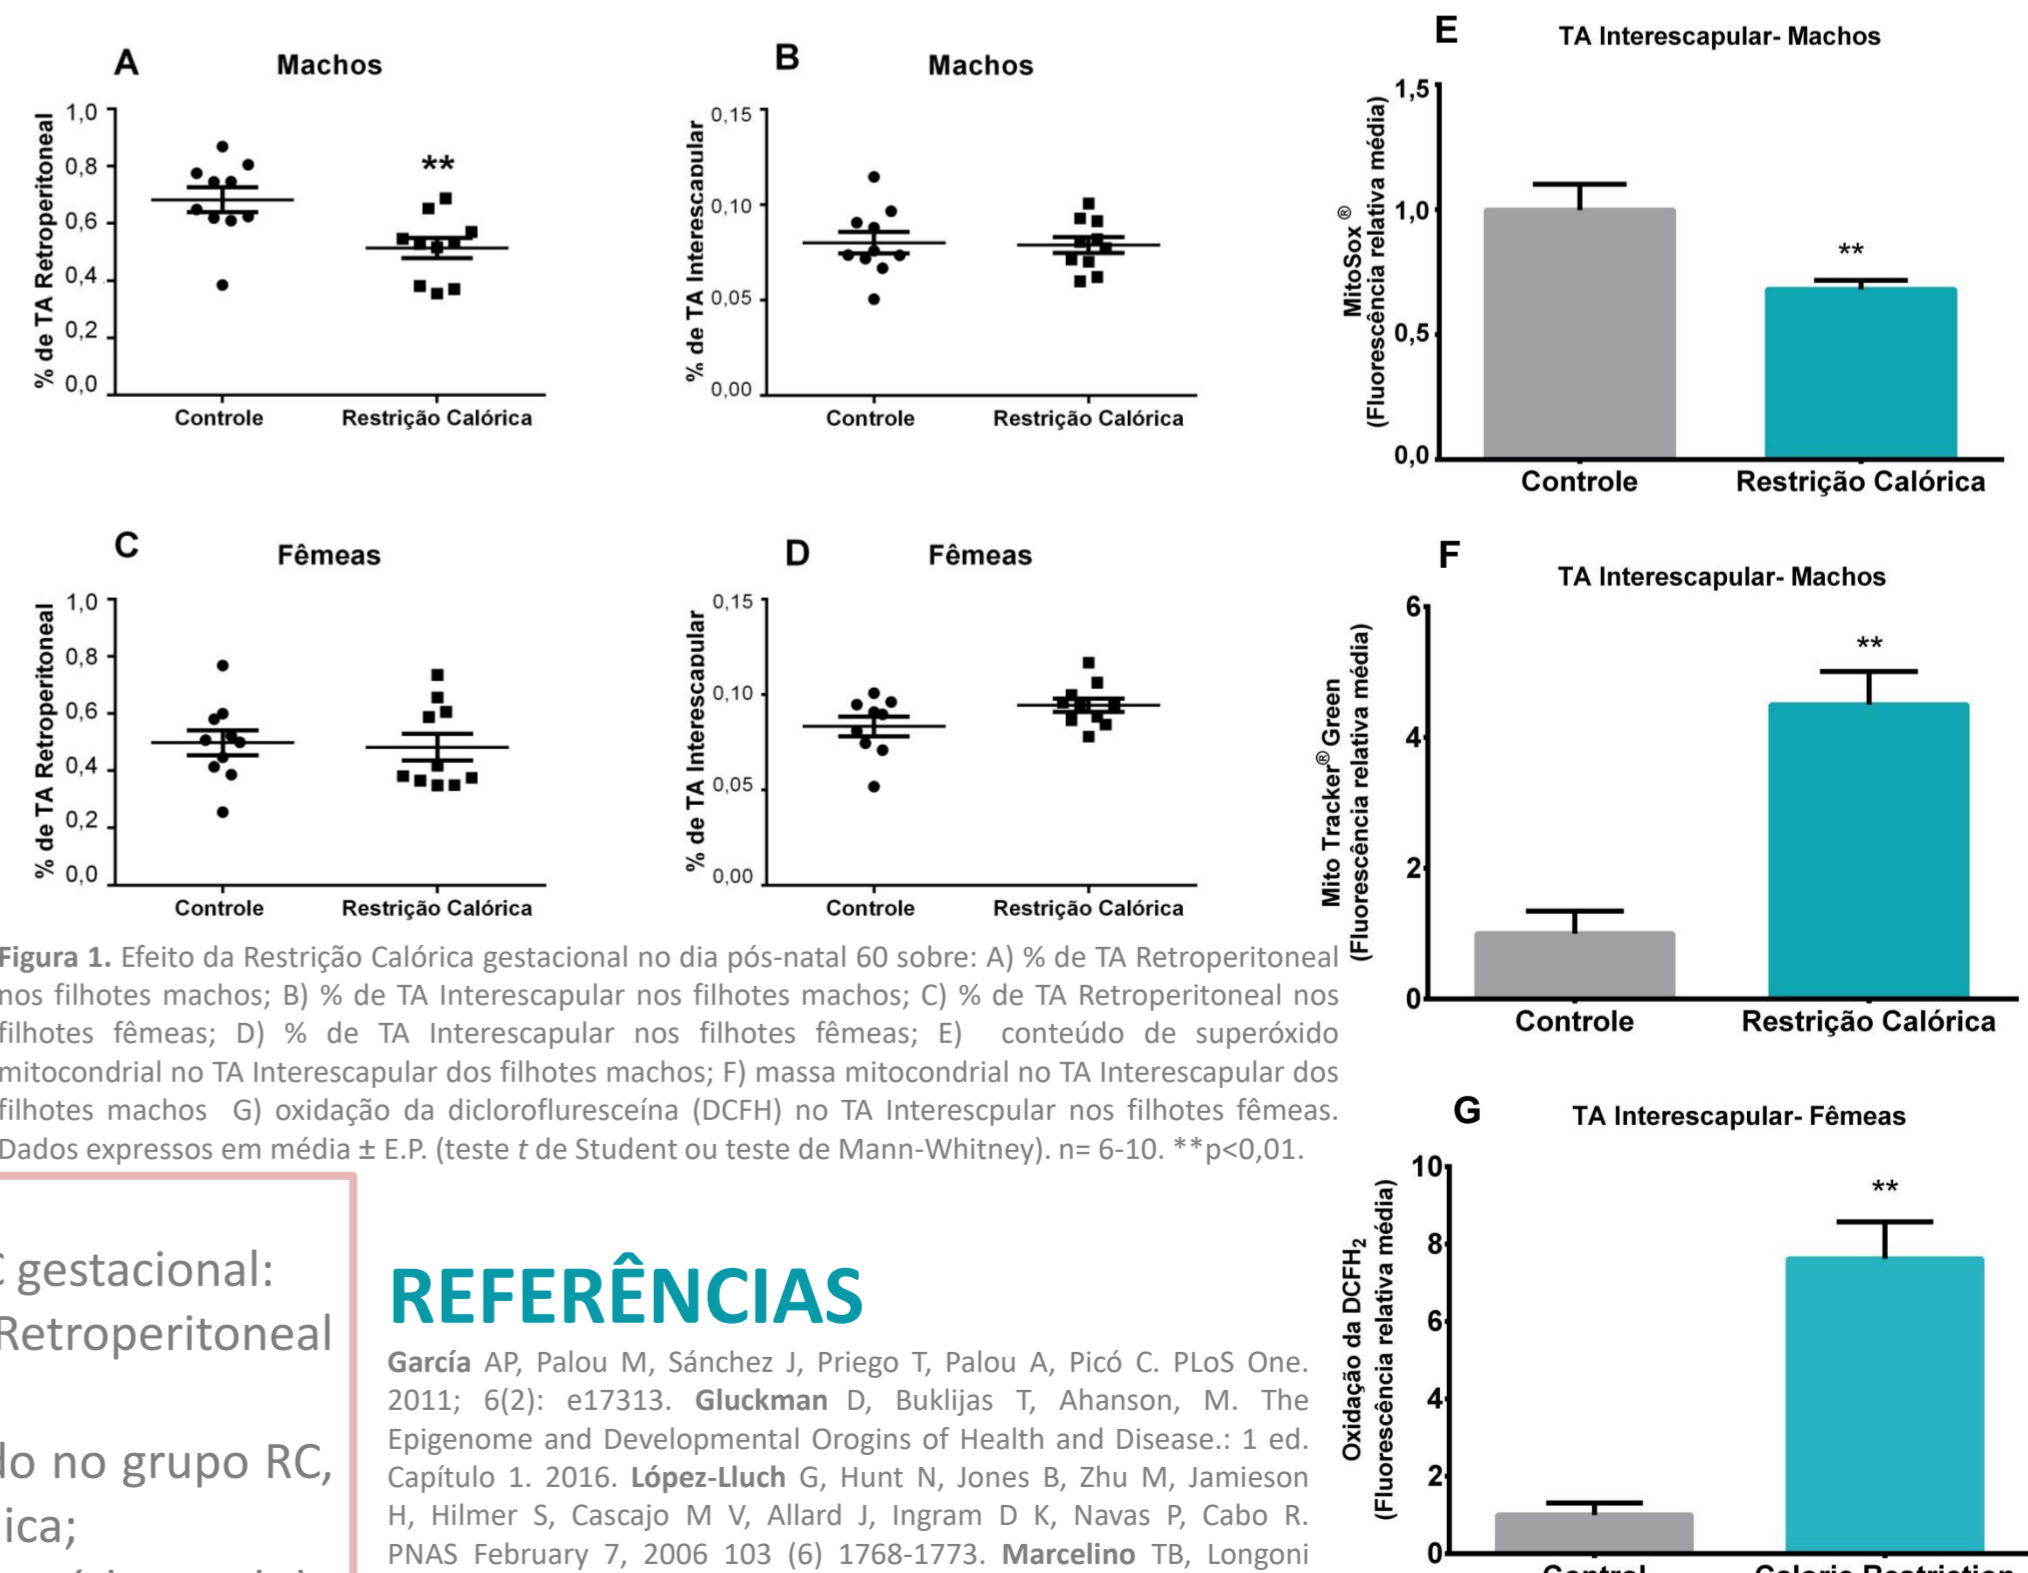 A
Machos
% de TA Retroperitoneal
1,0
0,8
0,6
0,4
0,2
0,0
**
Controle
Restrição Calórica
B
Machos
% de TA Interescapular
0,15
0,10
0,05
0,00
Controle
Restrição Calórica
E
TA Interescapular- Machos
MitoSox®
(Fluorescência relativa média)
1,5
1,0
0,5
0,0
**
Controle
Restrição Calórica
C
Fêmeas
% de TA Retroperitoneal
1,0
0,8
0,6
0,4
0,2
0,0
Controle
Restrição Calórica
D
Fêmeas
% de TA Interescapular
0,15
0,10
0,05
0,00
Controle
Restrição Calórica
F
TA Interescapular- Machos
Mito Tracker® Green
(Fluorescência relativa média)
6
4
2
0
**
Controle
Restrição Calórica
Figura 1. Efeito da Restrição Calórica gestacional no dia pós-natal 60 sobre: A) % de TA Retroperitoneal
nos filhotes machos; B) % de TA Interescapular nos filhotes machos; C) % de TA Retroperitoneal nos
filhotes fêmeas; D) % de TA Interescapular nos filhotes fêmeas; E) conteúdo de superóxido
mitocondrial no TA Interescapular dos filhotes machos; F) massa mitocondrial no TA Interescapular dos
filhotes machos G) oxidação da diclorofluresceína (DCFH) no TA Interescpular nos filhotes fêmeas.
Dados expressos em média ± E.P. (teste t de Student ou teste de Mann-Whitney). n= 6-10. **p<0,01.
G
TA Interescapular- Fêmeas
Oxidação da DCFH₂
(Fluorescência relativa média)
10
8
6
4
2
0
**
Control
Caloric Restriction
gestacional:
Retroperitoneal
no grupo RC,
REFERÊNCIAS
García AP, Palou M, Sánchez J, Priego T, Palou A, Picó C. PLoS One.
2011; 6(2): e17313. Gluckman D, Buklijas T, Ahanson, M. The
Epigenome and Developmental Orogins of Health and Disease.: 1 ed.
Capítulo 1. 2016. López-Lluch G, Hunt N, Jones B, Zhu M, Jamieson
H, Hilmer S, Cascajo M V, Allard J, Ingram D K, Navas P, Cabo R.
PNAS February 7, 2006 103 (6) 1768-1773. Marcelino TB, Longoni